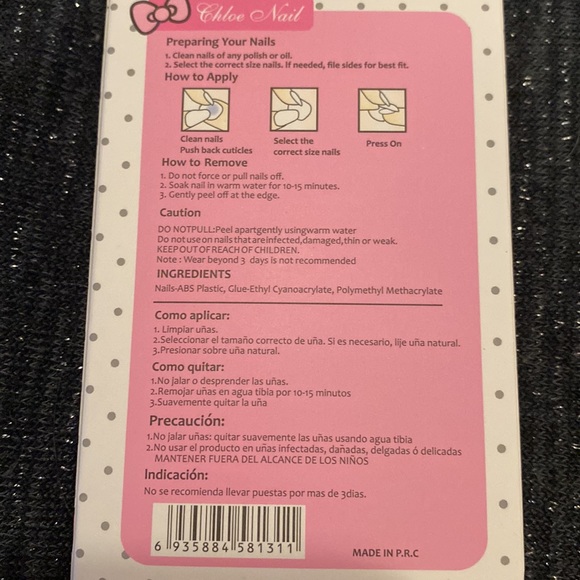 Chloe Nail
Preparing Your Nails
1. Clean nails of any polish or oil.
2. Select the correct size nails. If needed, file sides for best fit.
How to Apply
Clean nails
Push back cuticles
Select the
correct size nails
Press On
How to Remove
1. Do not force or pull nails off.
2. Soak nail in warm water for 10-15 minutes.
3. Gently peel off at the edge.
Caution
DO NOTPULL:Peel apartgently usingwarm water
Do not use on nails that areinfected,damaged,thin or weak.
KEEP OUT OF REACH OF CHILDREN.
Note : Wear beyond 3 days is not recommended
INGREDIENTS
Nails-ABS Plastic, Glue-Ethyl Cyanoacrylate, Polymethyl Methacrylate
Como aplicar:
1. Limpiar uñas.
2.Seleccionar el tamaño correcto de uña. Si es necesario, lije uña natural.
3.Presionar sobre uña natural.
Como quitar:
1.No jalar o desprender las uñas.
2.Remojar uñas en agua tibia por 10-15 minutos
3.Suavemente quitar la uña
Precaución:
1.No jalar uñas: quitar suavemente las uñas usando agua tibia
2.No usar el producto en uñas infectadas, dañadas, delgadas ó delicadas
MANTENER FUERA DEL ALCANCE DE LOS NIÑOS
Indicación:
No se recomienda llevar puestas por mas de 3dias.
6 935884 581311
MADE IN P.R.C